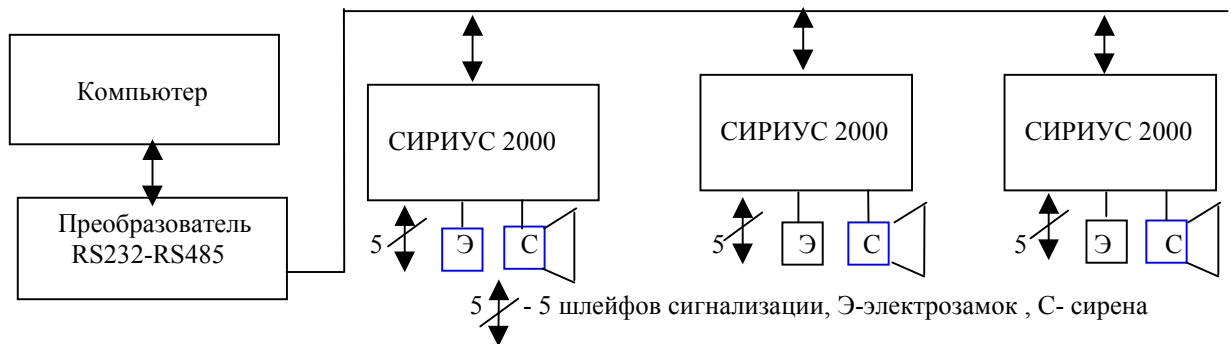 Компьютер
Преобразователь
RS232-RS485
СИРИУС 2000
5
Э
С
СИРИУС 2000
5
Э
С
СИРИУС 2000
5
Э
С
5 - 5 шлейфов сигнализации, Э-электрозамок , С- сирена